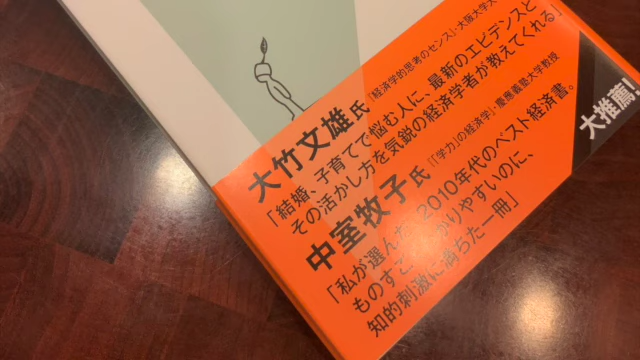 大竹文雄氏 『経済学的思考のセンス』・大阪大学大
「結婚、子育てで悩む人に、最新のエビデンスと
その活かし方を気鋭の経済学者が教えてくれる」
中室牧子氏 『「学力」の経済学』・慶應義塾大学教授
「私が選んだ、2010年代のベスト経済書。
ものすご かりやすいのに、
知的刺激に満ちた一冊」
大推薦!